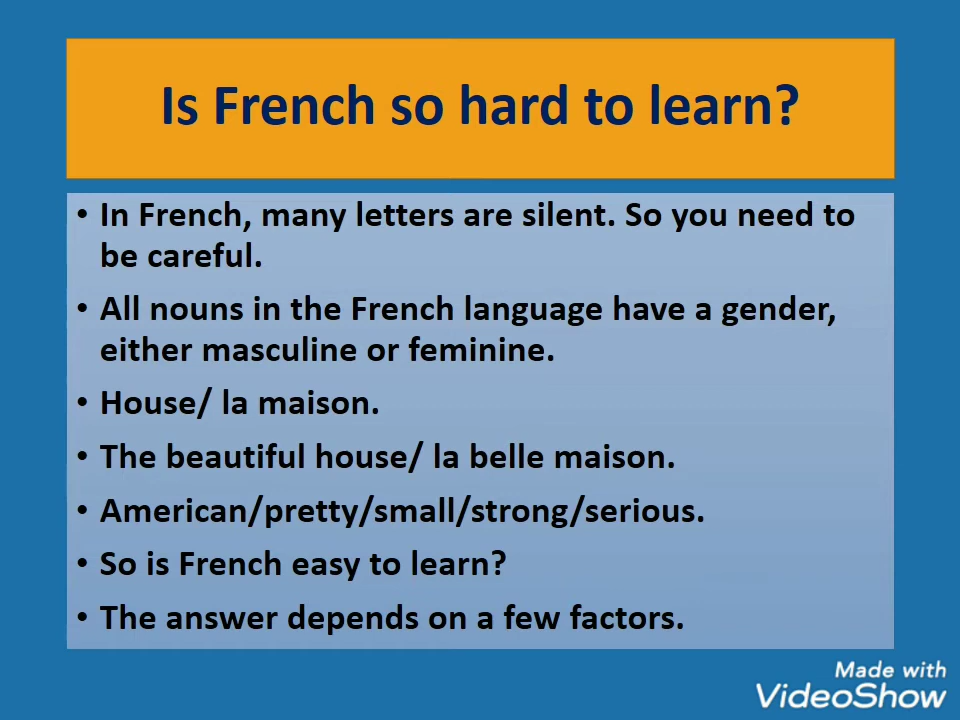 Is French so hard to learn?
• In French, many letters are silent. So you need to
be careful.
• All nouns in the French language have a gender,
either masculine or feminine.
• House/ la maison.
• The beautiful house/ la belle maison.
• American/pretty/small/strong/serious.
• So is French easy to learn?
• The answer depends on a few factors.
Made with
VideoShow